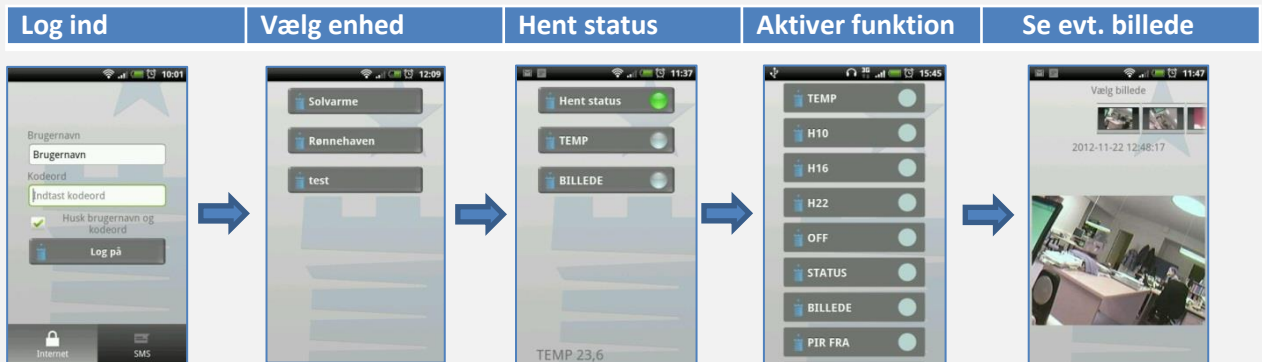 Log ind
Vælg enhed
Hent status
Aktiver funktion
Se evt. billede
10:01
Brugernavn
Brugernavn
Kodeord
Indtast kodeord
Husk brugernavn og
kodeord
Log på
Internet
SMS
12:09
Solvarme
Rønnehaven
test
11:37
Hent status
TEMP
BILLEDE
TEMP 23,6
15:45
TEMP
H10
H16
H22
OFF
STATUS
BILLEDE
PIR FRA
11:47
Vælg billede
2012-11-22 12:48:17